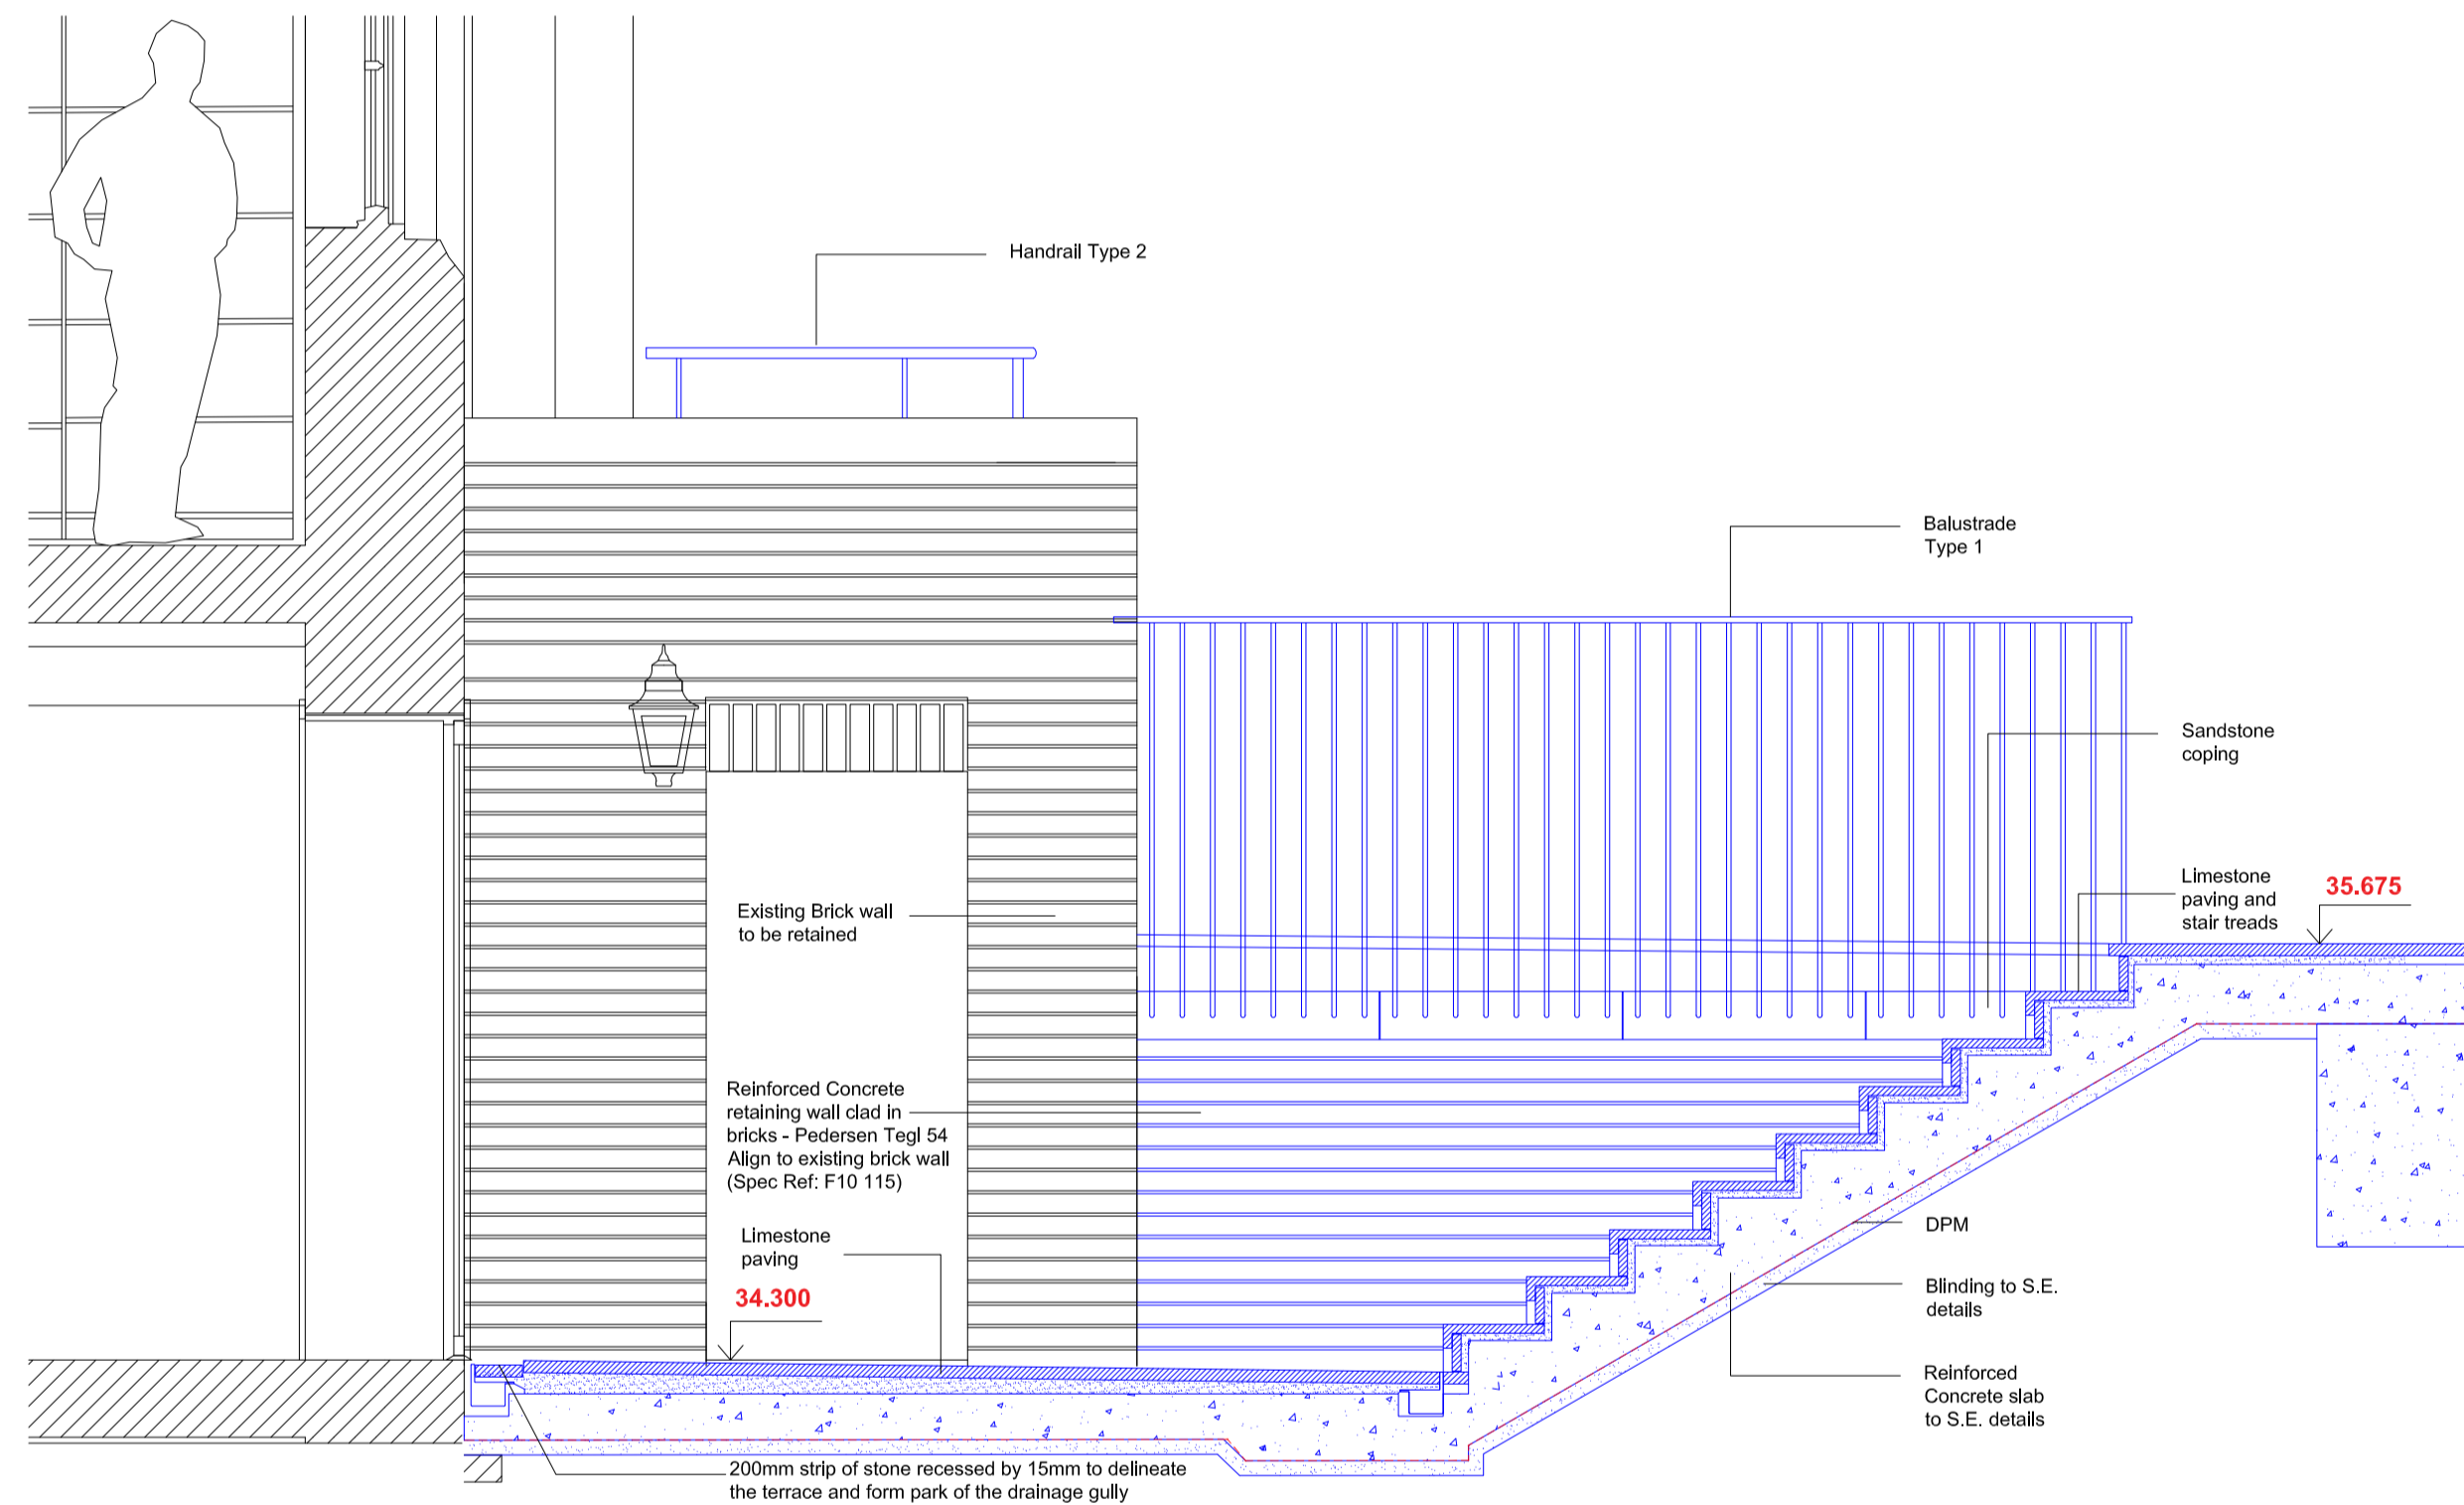 Handrail Type 2
Balustrade
Type 1
Sandstone
coping
Limestone
paving and
stair treads
35.675
Existing Brick wall
to be retained
Reinforced Concrete
retaining wall clad in
bricks - Pedersen Tegl 54
Align to existing brick wall
(Spec Ref: F10 115)
Limestone
paving
34.300
DPM
Blinding to S.E.
details
Reinforced
Concrete slab
to S.E. details
200mm strip of stone recessed by 15mm to delineate
the terrace and form park of the drainage gully